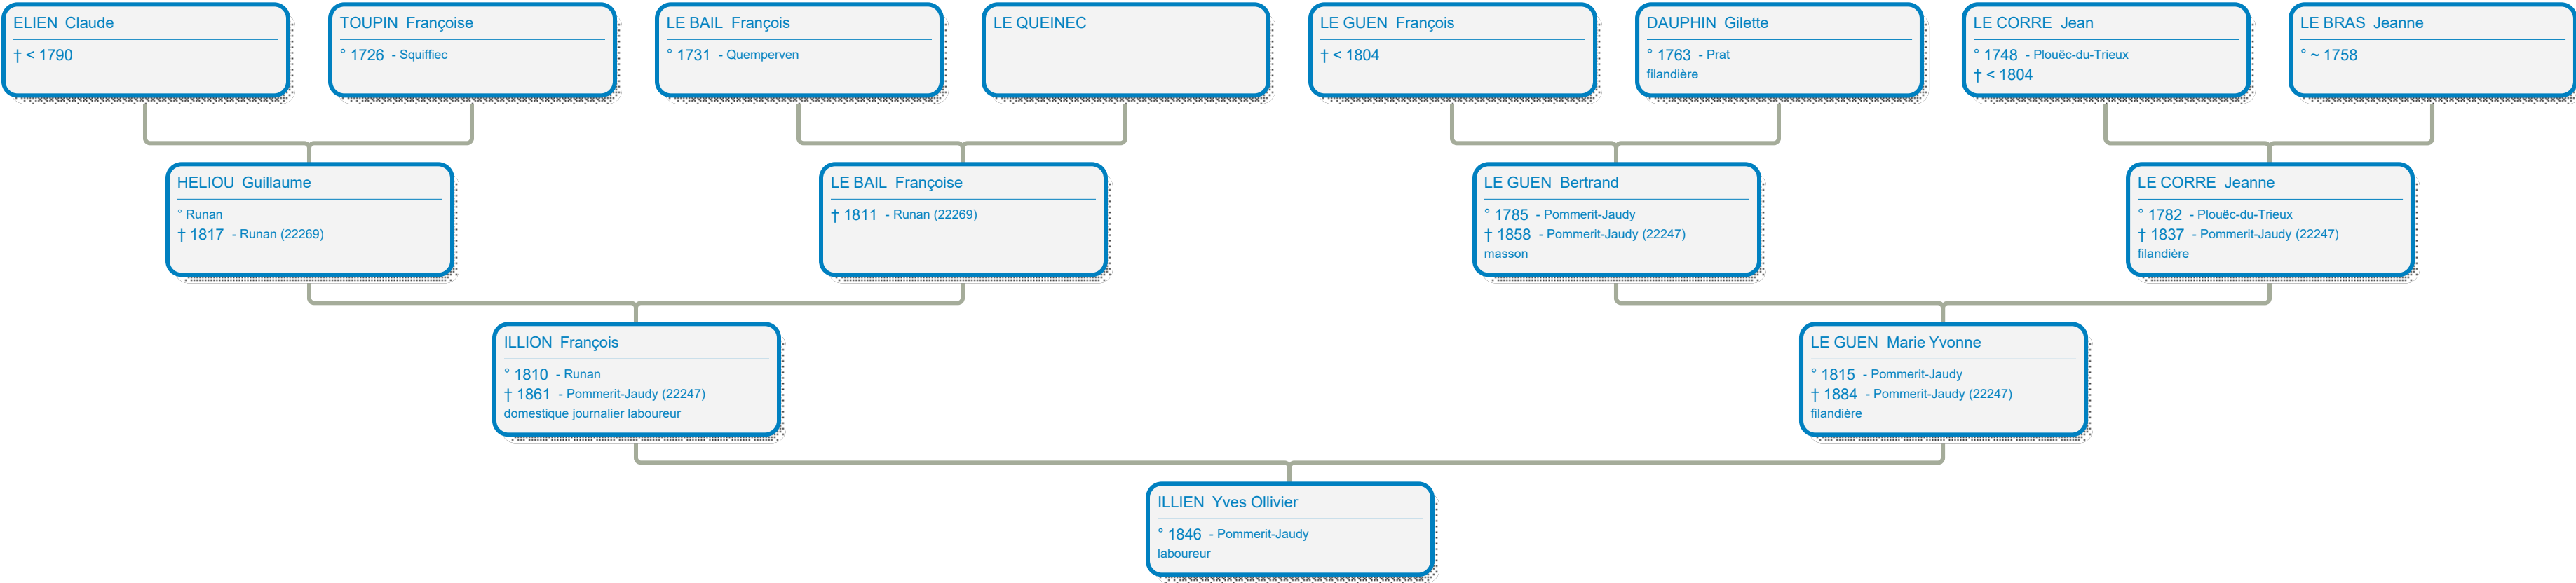 ELIEN Claude
† < 1790
TOUPIN Françoise
° 1726 - Squiffiec
LE BAIL François
° 1731 - Quemperven
LE QUEINEC
LE GUEN François
† < 1804
DAUPHIN Gilette
° 1763 - Prat
filandière
LE CORRE Jean
° 1748 - Plouëc-du-Trieux
† < 1804
LE BRAS Jeanne
° ~ 1758
HELIOU Guillaume
° Runan
† 1817 - Runan (22269)
LE BAIL Françoise
† 1811 - Runan (22269)
LE GUEN Bertrand
° 1785 - Pommerit-Jaudy
† 1858 - Pommerit-Jaudy (22247)
masson
LE CORRE Jeanne
° 1782 - Plouëc-du-Trieux
† 1837 - Pommerit-Jaudy (22247)
filandière
ILLION François
° 1810 - Runan
† 1861 - Pommerit-Jaudy (22247)
domestique journalier laboureur
LE GUEN Marie Yvonne
° 1815 - Pommerit-Jaudy
† 1884 - Pommerit-Jaudy (22247)
filandière
ILLIEN Yves Ollivier
° 1846 - Pommerit-Jaudy
laboureur